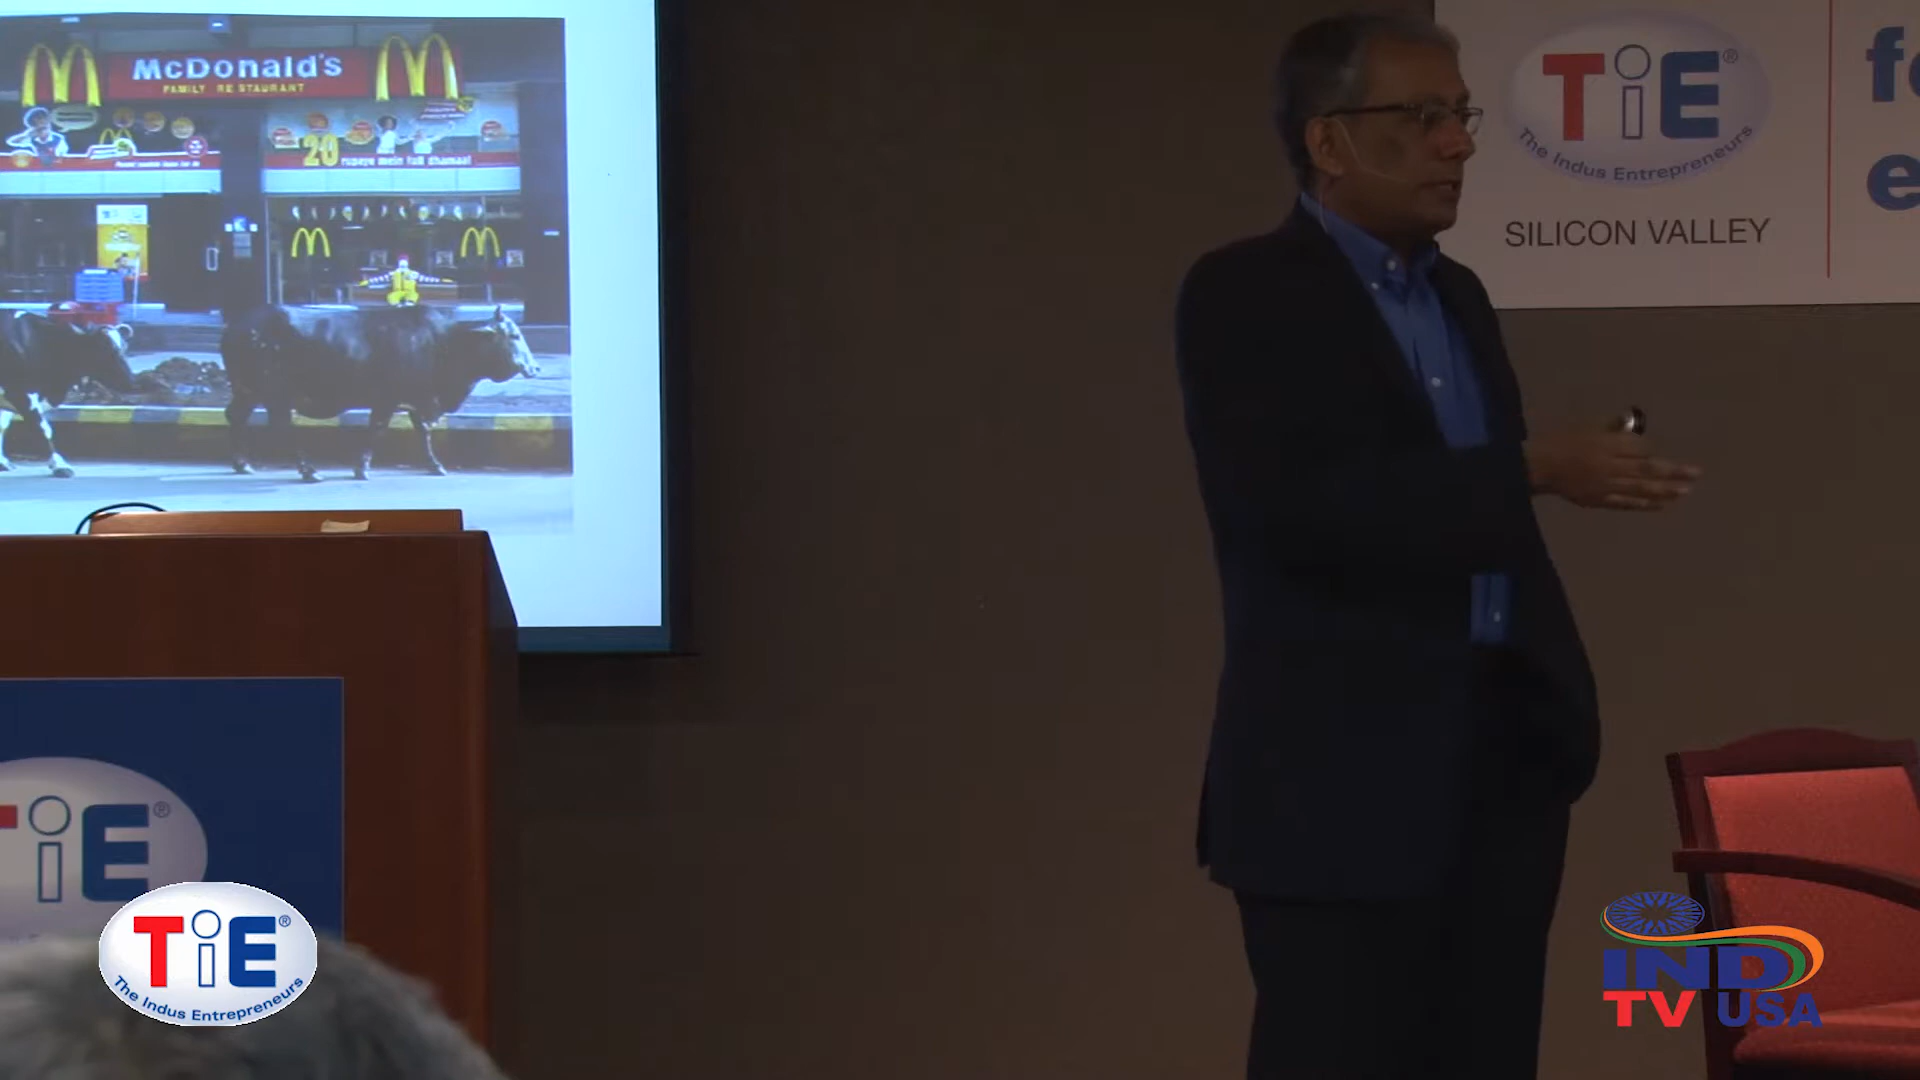 McDonald's
FAMILY RESTAURANT
20 rupaye mein full dhamaal
TiE®
The Indus Entrepreneurs
SILICON VALLEY
fo
e
TiE®
TiE®
The Indus Entrepreneurs
IND
TV USA